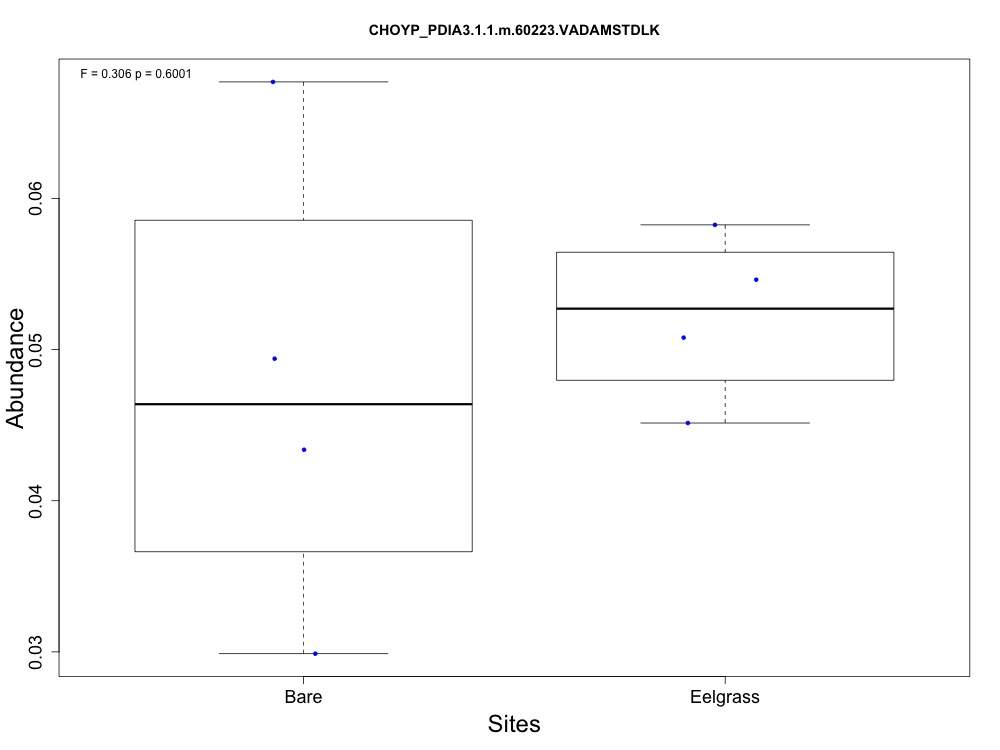 CHOYP_PDIA3.1.1.m.60223.VADAMSTDLK
F = 0.306 p = 0.6001
Abundance
0.06
0.05
0.04
0.03
Bare
Eelgrass
Sites